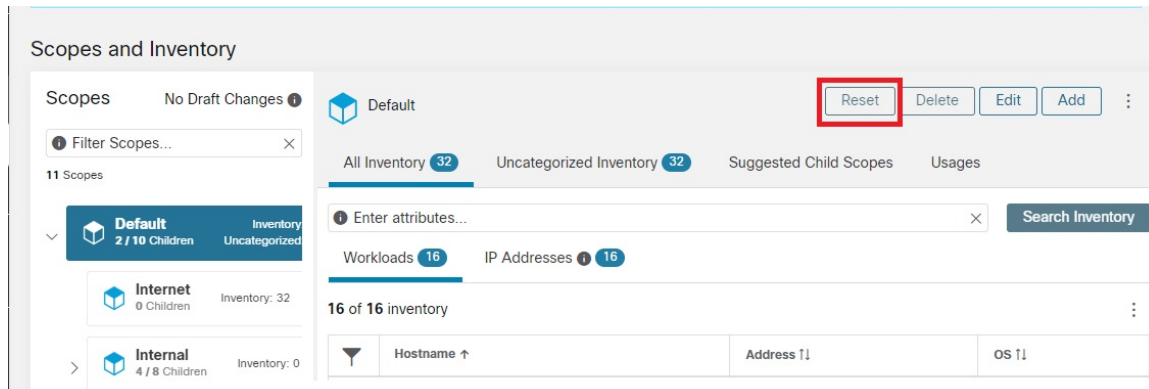 Scopes and Inventory
Scopes
No Draft Changes
Filter Scopes...
11 Scopes
Default
2 / 10 Children
Inventory
Uncategorized
Internet
0 Children
Inventory: 32
Internal
4 / 8 Children
Inventory: 0
Default
Reset
Delete
Edit
Add
All Inventory 32
Uncategorized Inventory 32
Suggested Child Scopes
Usages
Enter attributes...
Search Inventory
Workloads 16
IP Addresses 16
16 of 16 inventory
Hostname ↑
Address ↑↓
OS ↑↓